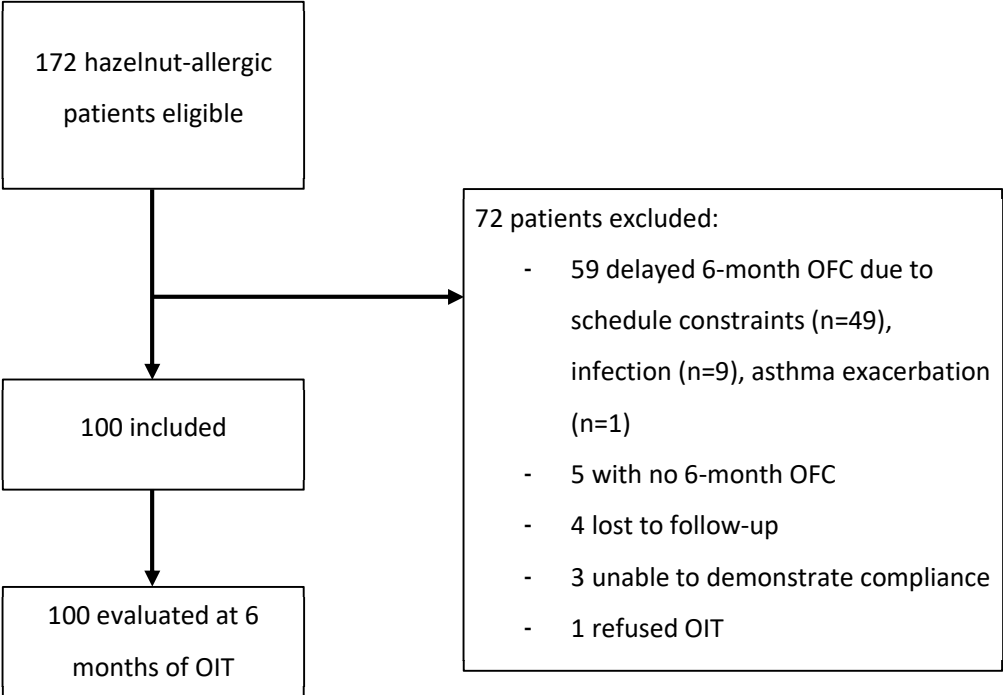 172 hazelnut-allergic
patients eligible
72 patients excluded:
- 59 delayed 6-month OFC due to
schedule constraints (n=49),
infection (n=9), asthma exacerbation
(n=1)
- 5 with no 6-month OFC
- 4 lost to follow-up
- 3 unable to demonstrate compliance
- 1 refused OIT
100 included
100 evaluated at 6
months of OIT